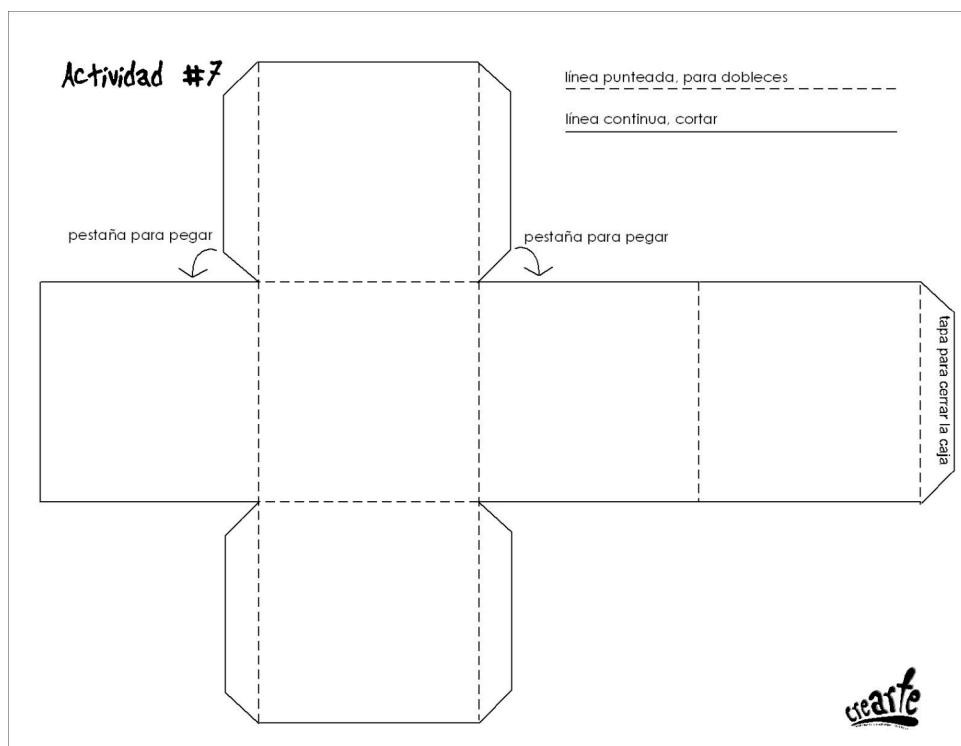 Actividad #7
línea punteada, para dobleces
línea continua, cortar
pestaña para pegar
pestaña para pegar
tapa para cerrar la caja
crearte